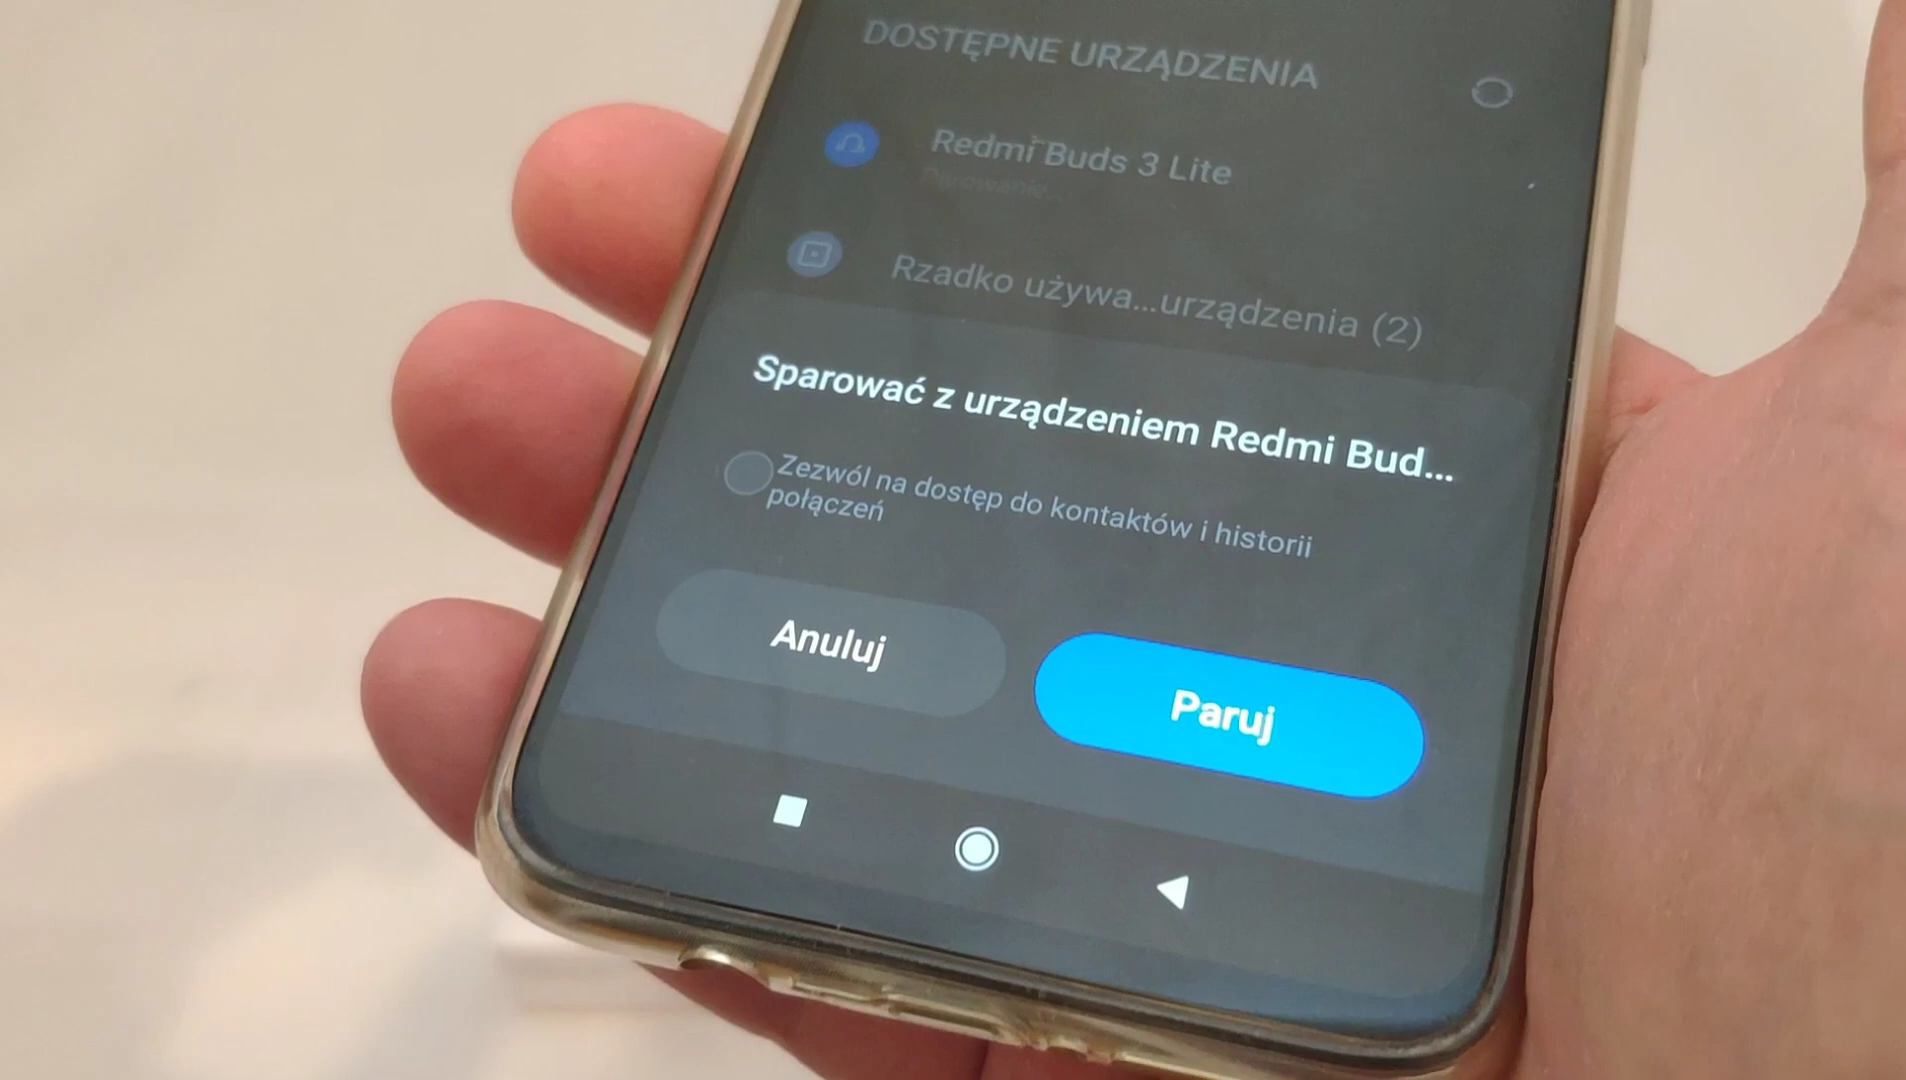 DOSTĘPNE URZĄDZENIA
Redmi Buds 3 Lite
Parowanie...
Rzadko używa...urządzenia (2)
Sparować z urządzeniem Redmi Bud...
Zezwól na dostęp do kontaktów i historii
połączeń
Anuluj
Paruj